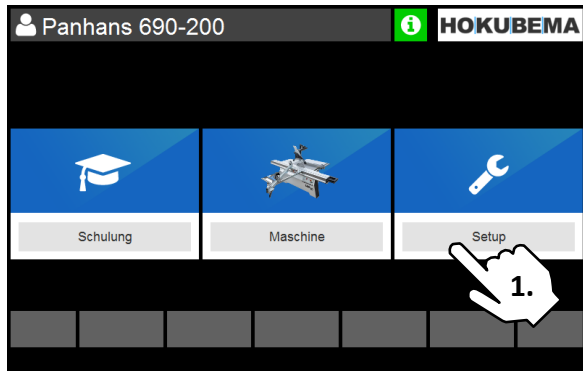 Panhans 690-200
i
HOKUBEMA
Schulung
Maschine
Setup
1.